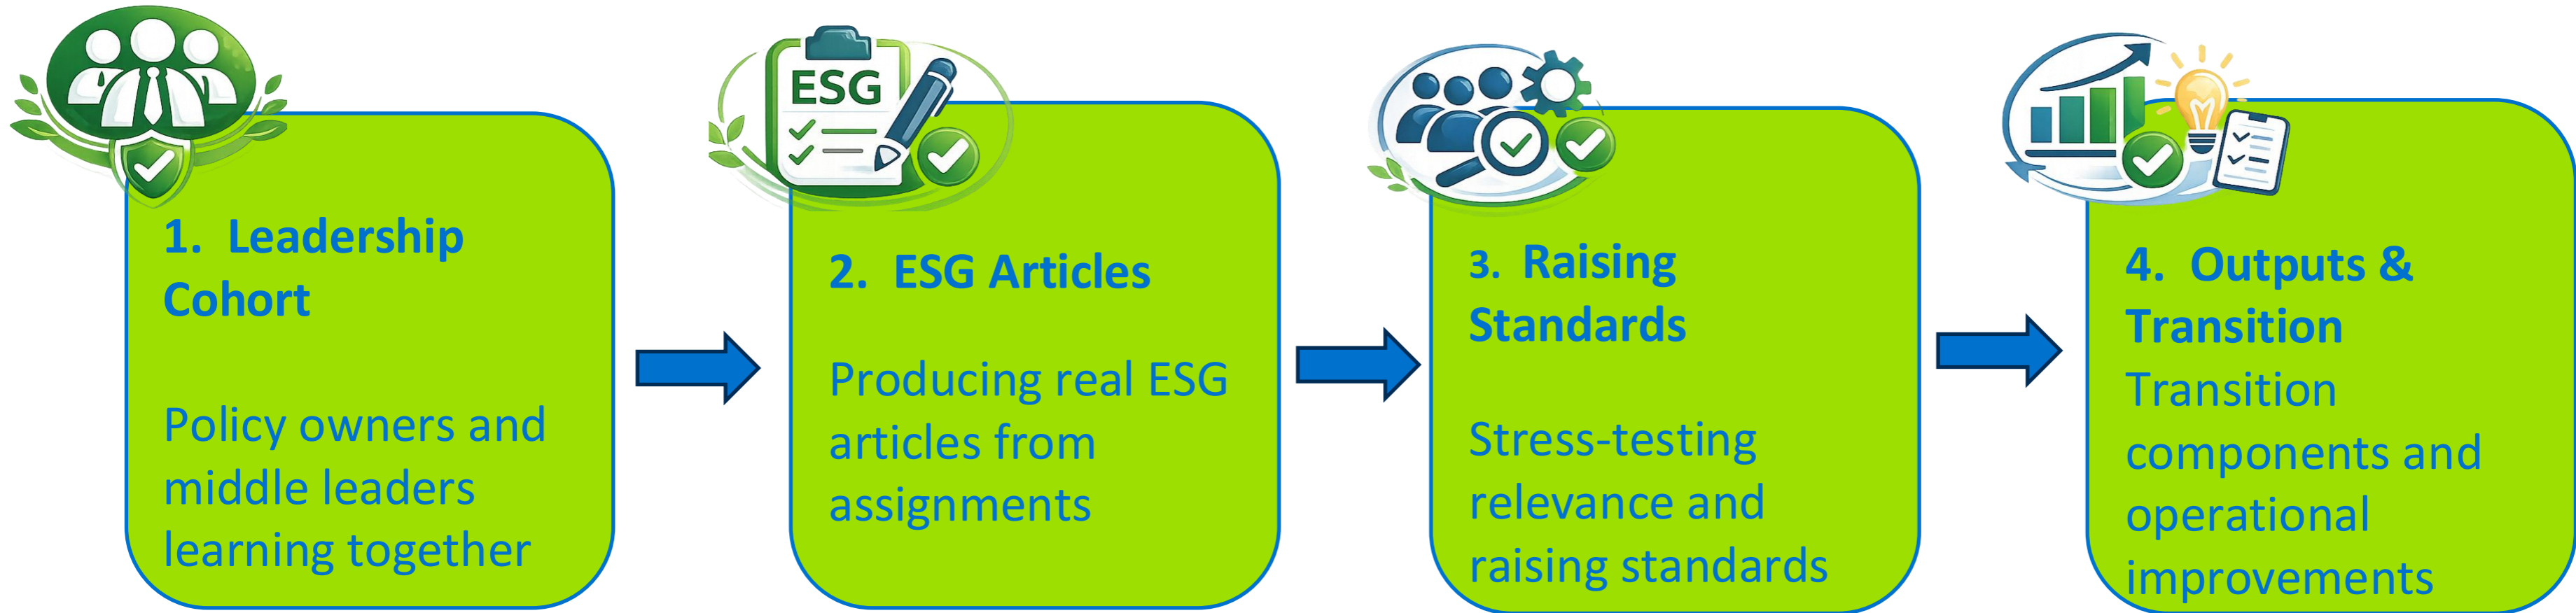 1. Leadership
Cohort
Policy owners and
middle leaders
learning together
ESG
2. ESG Articles
Producing real ESG
articles from
assignments
3. Raising
Standards
Stress-testing
relevance and
raising standards
4. Outputs &
Transition
Transition
components and
operational
improvements